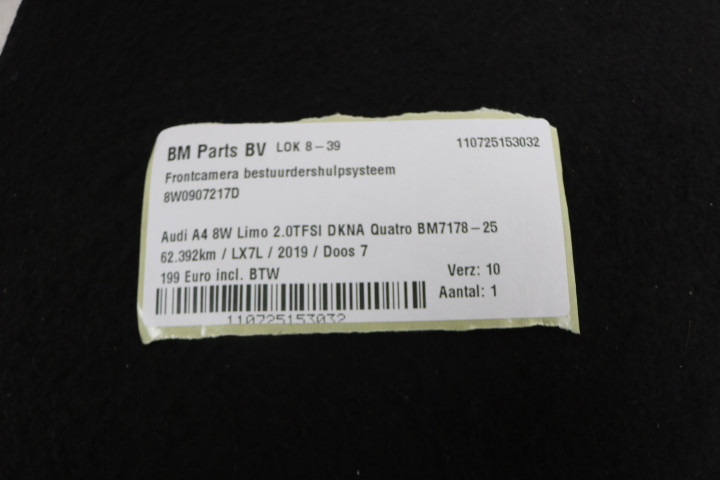 BM Parts BV LOK 8-39 110725153032
Frontcamera bestuurdershulpsysteem
8W0907217D
Audi A4 8W Limo 2.0TFSI DKNA Quatro BM7178-25
62.392km / LX7L / 2019 / Doos 7
199 Euro incl. BTW Verz: 10
Aantal: 1
110725153032